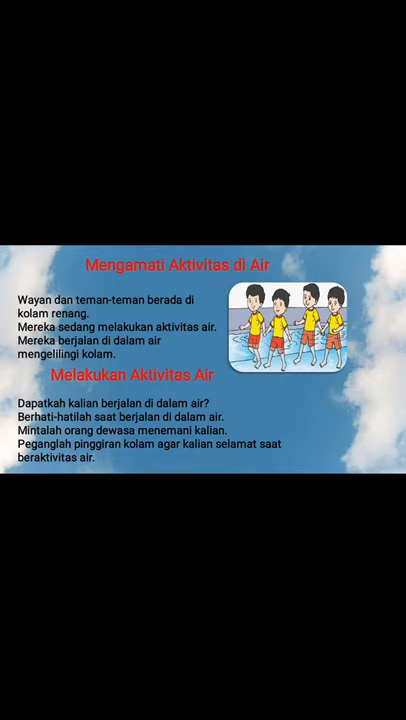 Mengamati Aktivitas di Air
Wayan dan teman-teman berada di
kolam renang.
Mereka sedang melakukan aktivitas air.
Mereka berjalan di dalam air
mengelilingi kolam.
Melakukan Aktivitas Air
Dapatkah kalian berjalan di dalam air?
Berhati-hatilah saat berjalan di dalam air.
Mintalah orang dewasa menemani kalian.
Peganglah pinggiran kolam agar kalian selamat saat
beraktivitas air.